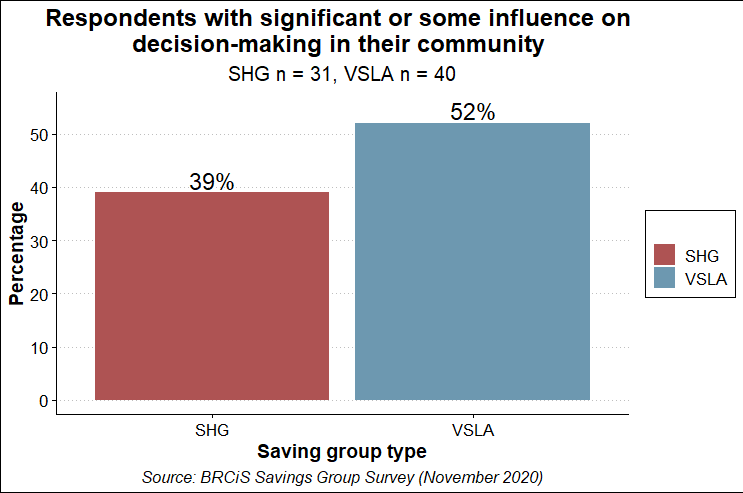 Respondents with significant or some influence on
decision-making in their community
SHG n = 31, VSLA n = 40
Percentage
50
40
30
20
10
0
39%
52%
SHG
VSLA
Saving group type
Source: BRCiS Savings Group Survey (November 2020)
SHG
VSLA